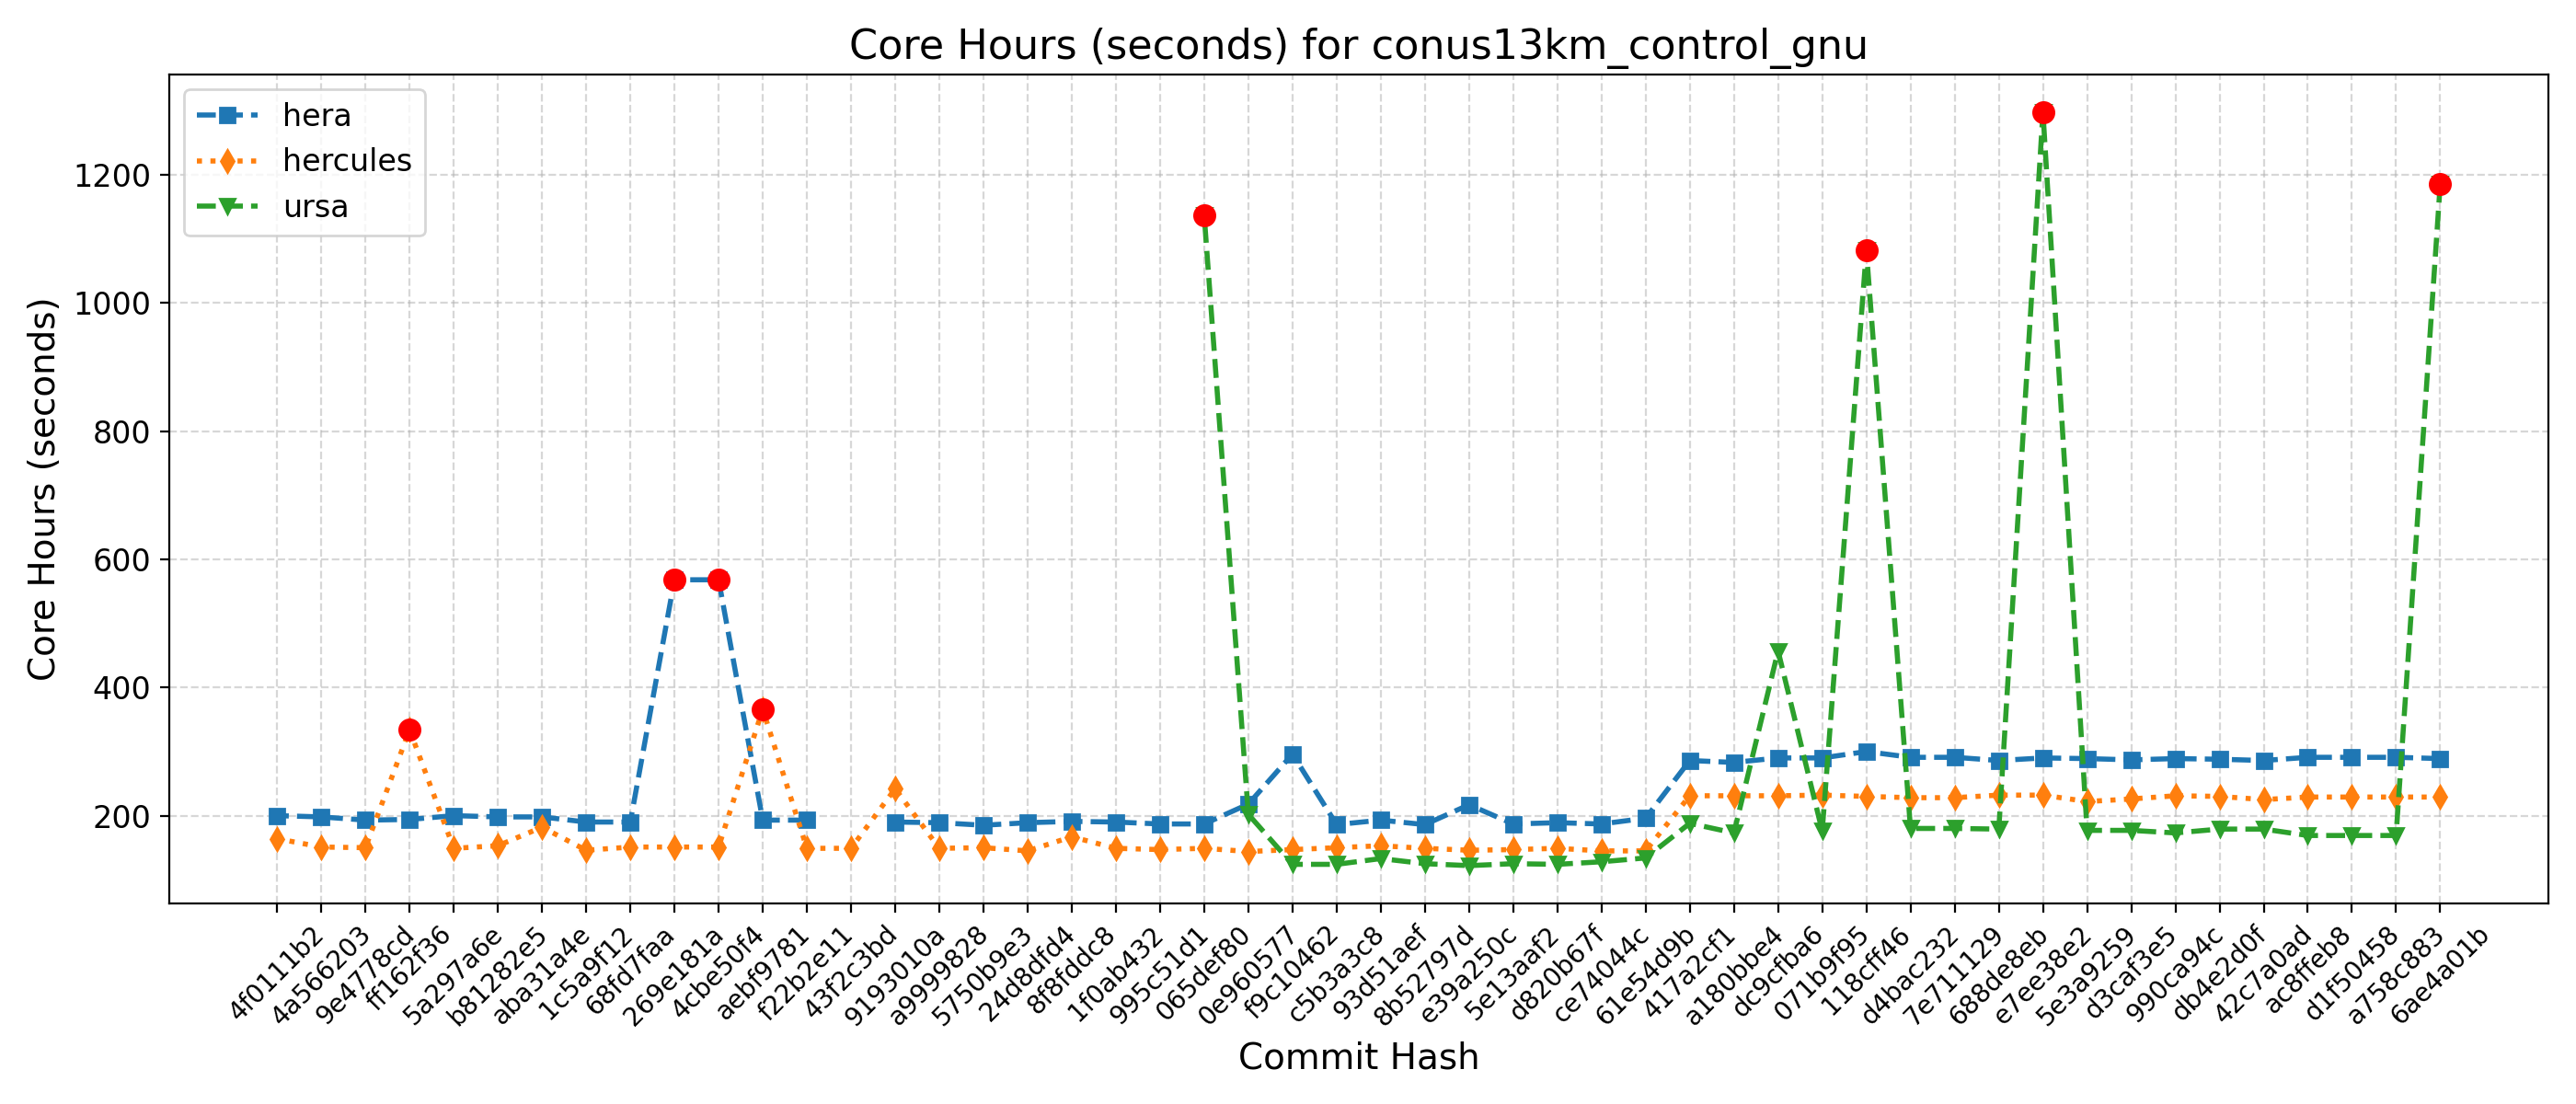 Core Hours (seconds) for conus13km_control_gnu
hera
hercules
ursa
Core Hours (seconds)
1200
1000
800
600
400
200
4f0111b2
4a566203
9e4778cd
ff162f36
5a297a6e
b81282e5
aba31a4e
1c5a9f12
68fd7faa
269e181a
4cbe50f4
aebf9781
f22b2e11
43f2c3bd
9193010a
a9999828
5750b9e3
24d8dfd4
8f8fddc8
1f0ab432
995c51d1
065def80
0e960577
f9c10462
c5b3a3c8
93d51aef
8b52797d
e39a250c
5e13aaf2
d820b67f
ce74044c
61e54d9b
417a2cf1
a180bbe4
dc9cfba6
071b9f95
118cff46
d4bac232
7e711129
688de8eb
e7ee38e2
5e3a9259
d3caf3e5
990ca94c
db4e2d0f
42c7a0ad
ac8ffeb8
d1f50458
a758c883
6ae4a01b
Commit Hash